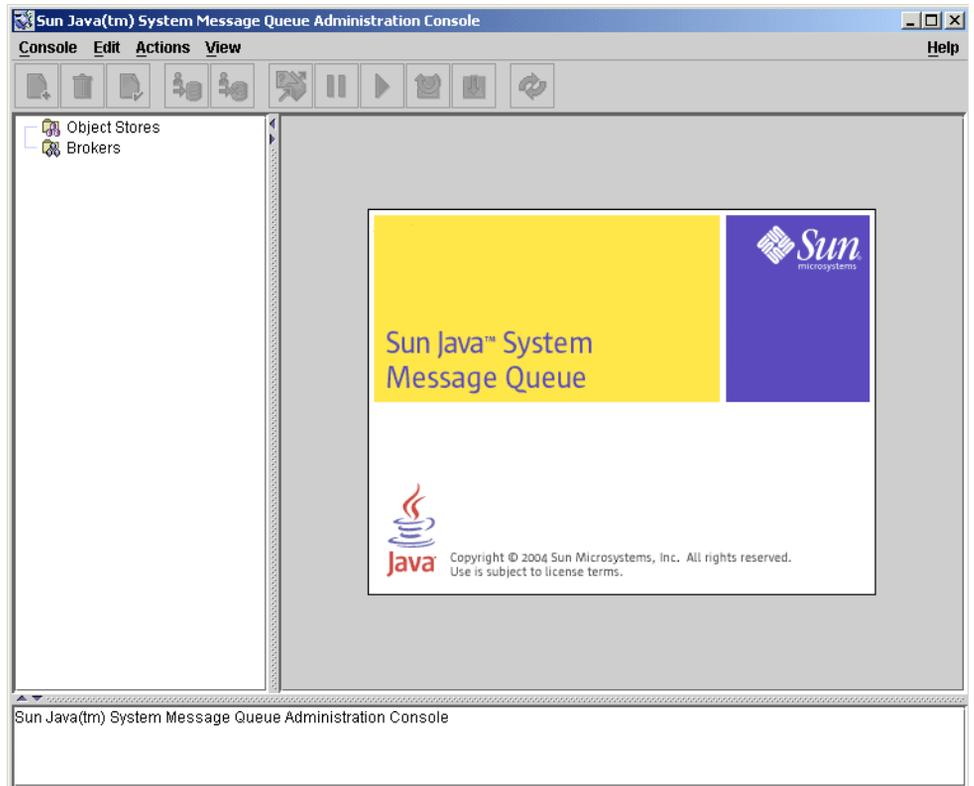 Sun Java(tm) System Message Queue Administration Console
Console Edit Actions View Help
Object Stores
Brokers
Sun
microsystems
Sun Java™ System
Message Queue
Java
Copyright © 2004 Sun Microsystems, Inc. All rights reserved.
Use is subject to license terms.
Sun Java(tm) System Message Queue Administration Console